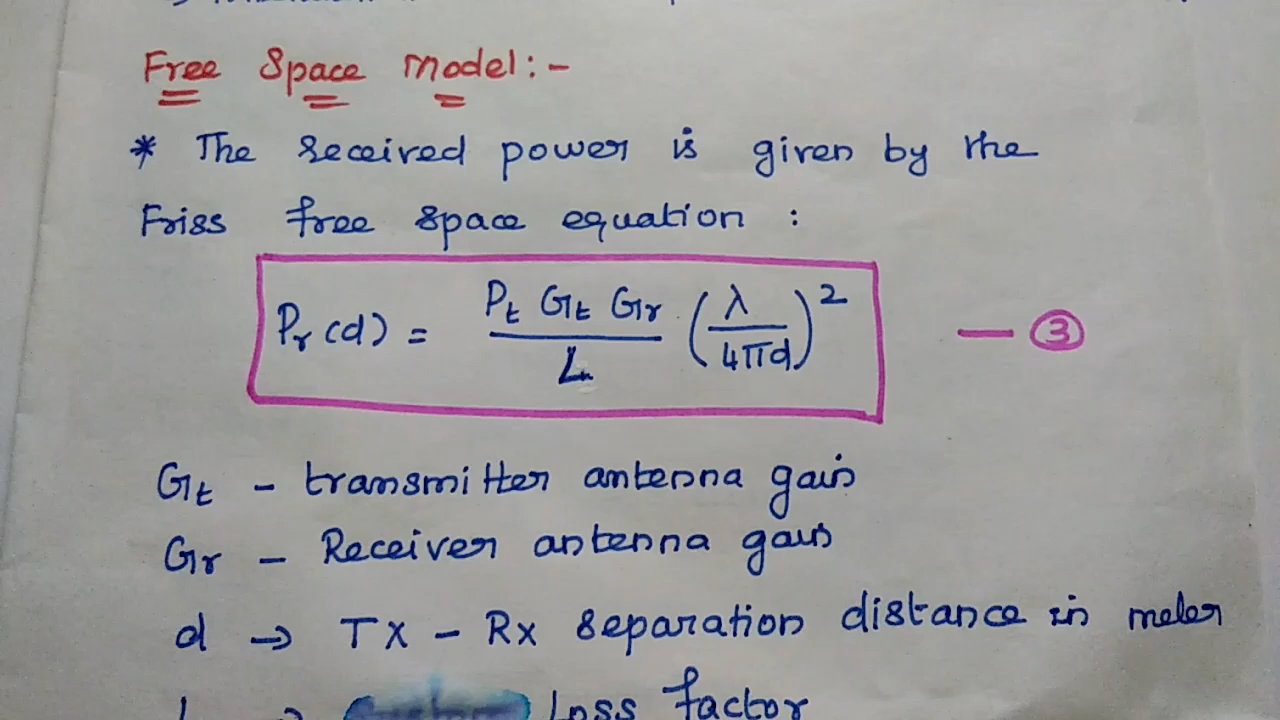 Free Space Model:-
* The received power is given by the
Friss free space equation :
Pr(d) = Pt Gt Gr / L (λ / 4πd)² — ③
Gt - transmitter antenna gain
Gr - Receiver antenna gain
d → TX - Rx separation distance in meter
Loss factor